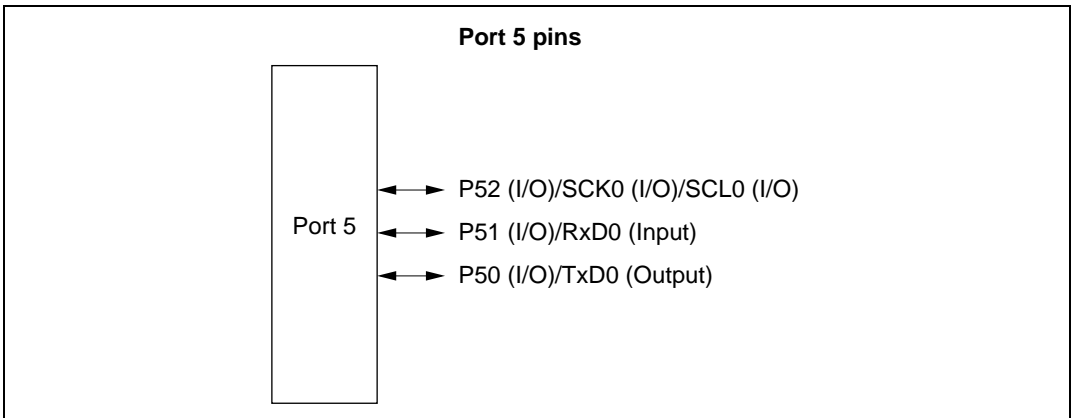 Port 5 pins
P52 (I/O)/SCK0 (I/O)/SCL0 (I/O)
Port 5
P51 (I/O)/RxD0 (Input)
P50 (I/O)/TxD0 (Output)